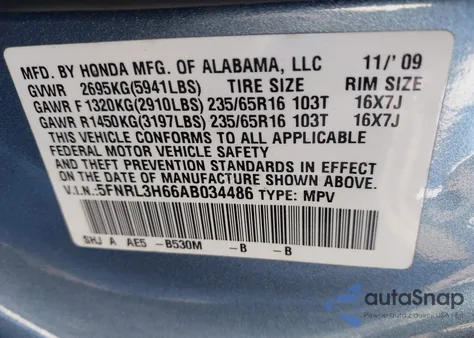 MFD. BY HONDA MFG. OF ALABAMA, LLC 11/'09
GVWR 2695KG(5941LBS) TIRE SIZE RIM SIZE
GAWR F 1320KG(2910LBS) 235/65R16 103T 16X7J
GAWR R1450KG(3197LBS) 235/65R16 103T 16X7J
THIS VEHICLE CONFORMS TO ALL APPLICABLE
FEDERAL MOTOR VEHICLE SAFETY
AND THEFT PREVENTION STANDARDS IN EFFECT
ON THE DATE OF MANUFACTURE SHOWN ABOVE.
V.I.N.:5FNRL3H66AB034486 TYPE: MPV
SHJ A AE5 -B530M -B -B
autoSnap